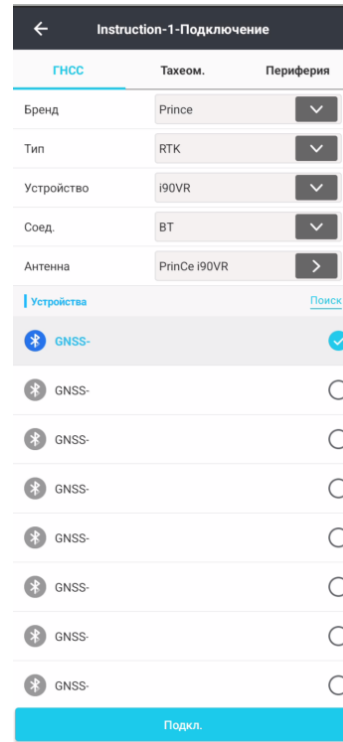 Instruction-1-Подключение
ГНСС Тахеом. Периферия
Бренд Prince
Тип RTK
Устройство i90VR
Соед. BT
Антенна PrinCe i90VR
Устройства Поиск
GNSS-
GNSS-
GNSS-
GNSS-
GNSS-
GNSS-
GNSS-
GNSS-
Подкл.